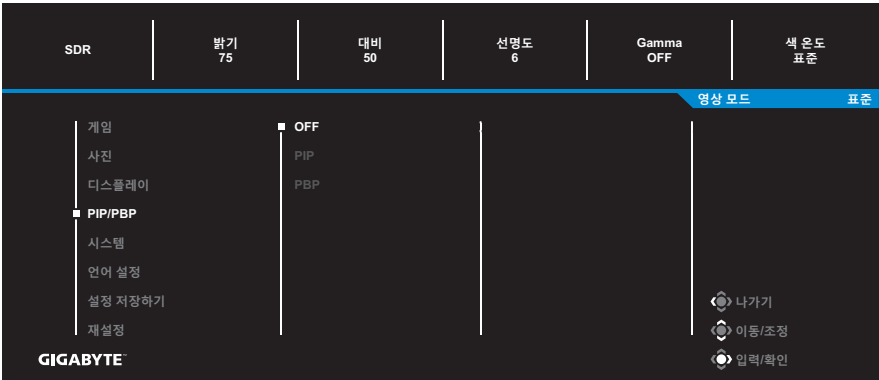 SDR
밝기
75
대비
50
선명도
6
Gamma
OFF
색 온도
표준
영상 모드 표준
게임
사진
디스플레이
PIP/PBP
시스템
언어 설정
설정 저장하기
재설정
OFF
PIP
PBP
나가기
이동/조정
입력/확인
GIGABYTE™